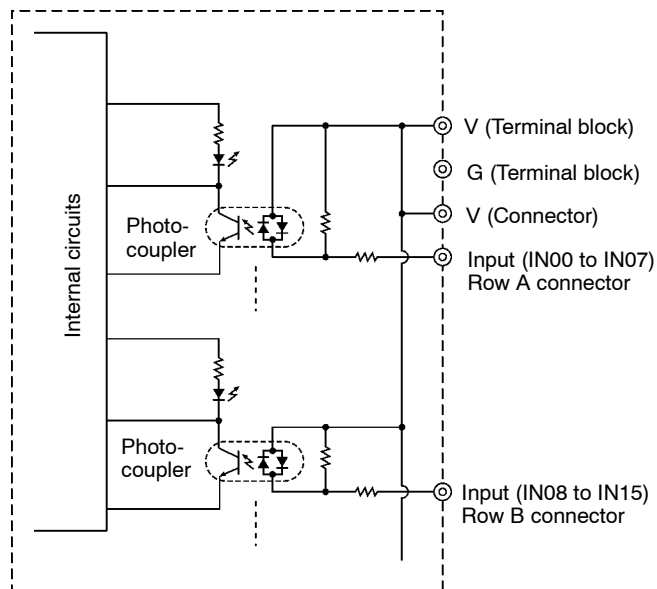 Internal circuits
Photo-
coupler
V (Terminal block)
G (Terminal block)
V (Connector)
Input (IN00 to IN07)
Row A connector
Photo-
coupler
Input (IN08 to IN15)
Row B connector